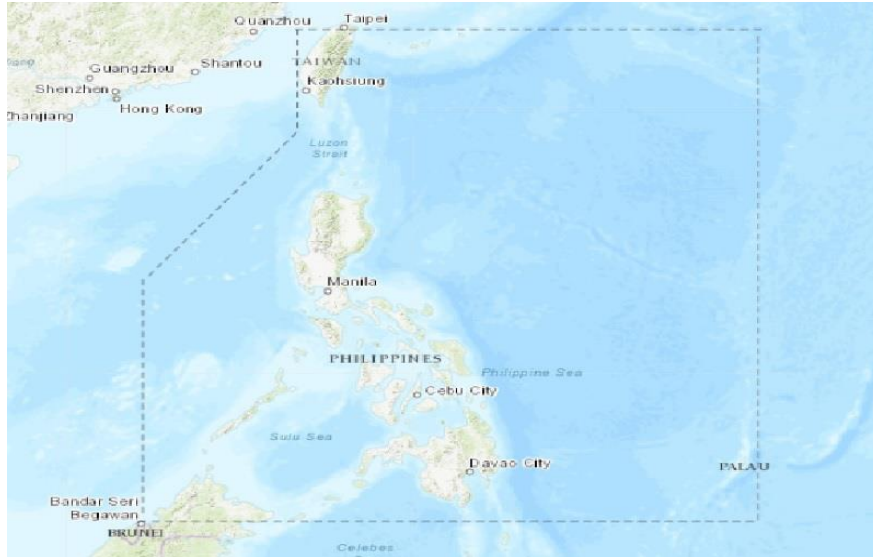 Quanzhou
Taipei
Guangzhou
Shantou
TAIWAN
Shenzhen
Kaohsiung
Hong Kong
Zhanjiang
Luzon
Strait
Manila
PHILIPPINES
Philippine Sea
Cebu City
Sulu Sea
Davao City
PALAU
Bandar Seri
Begawan
BRUNEI
Celebes